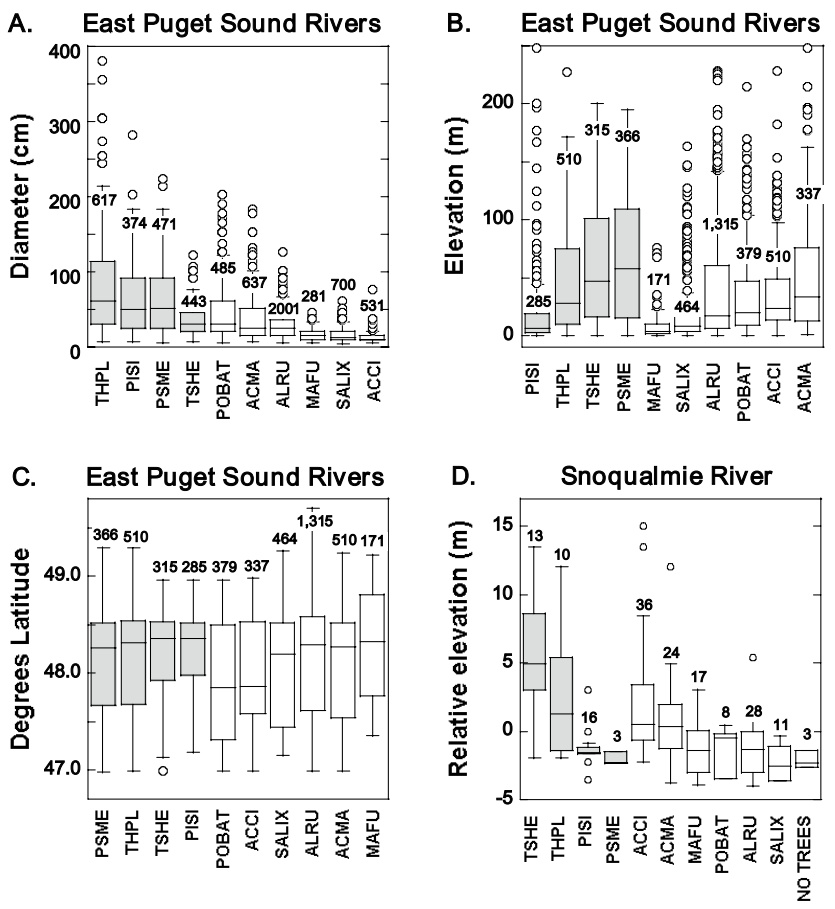 A. East Puget Sound Rivers
Diameter (cm)
400
300
200
100
0
617
374
471
443
485
637
2001
281
700
531
THPL
PISI
PSME
TSHE
POBAT
ACMA
ALRU
MAFU
SALIX
ACCI
B. East Puget Sound Rivers
Elevation (m)
200
100
0
285
510
315
366
171
464
1,315
379
510
337
PISI
THPL
TSHE
PSME
MAFU
SALIX
ALRU
POBAT
ACCI
ACMA
C. East Puget Sound Rivers
Degrees Latitude
49.0
48.0
47.0
366
510
315
285
379
337
464
1,315
510
171
PSME
THPL
TSHE
PISI
POBAT
ACCI
SALIX
ALRU
ACMA
MAFU
D. Snoqualmie River
Relative elevation (m)
15
10
5
0
-5
13
10
16
3
36
24
17
8
28
11
3
TSHE
THPL
PISI
PSME
ACCI
ACMA
MAFU
POBAT
ALRU
SALIX
NO TREES